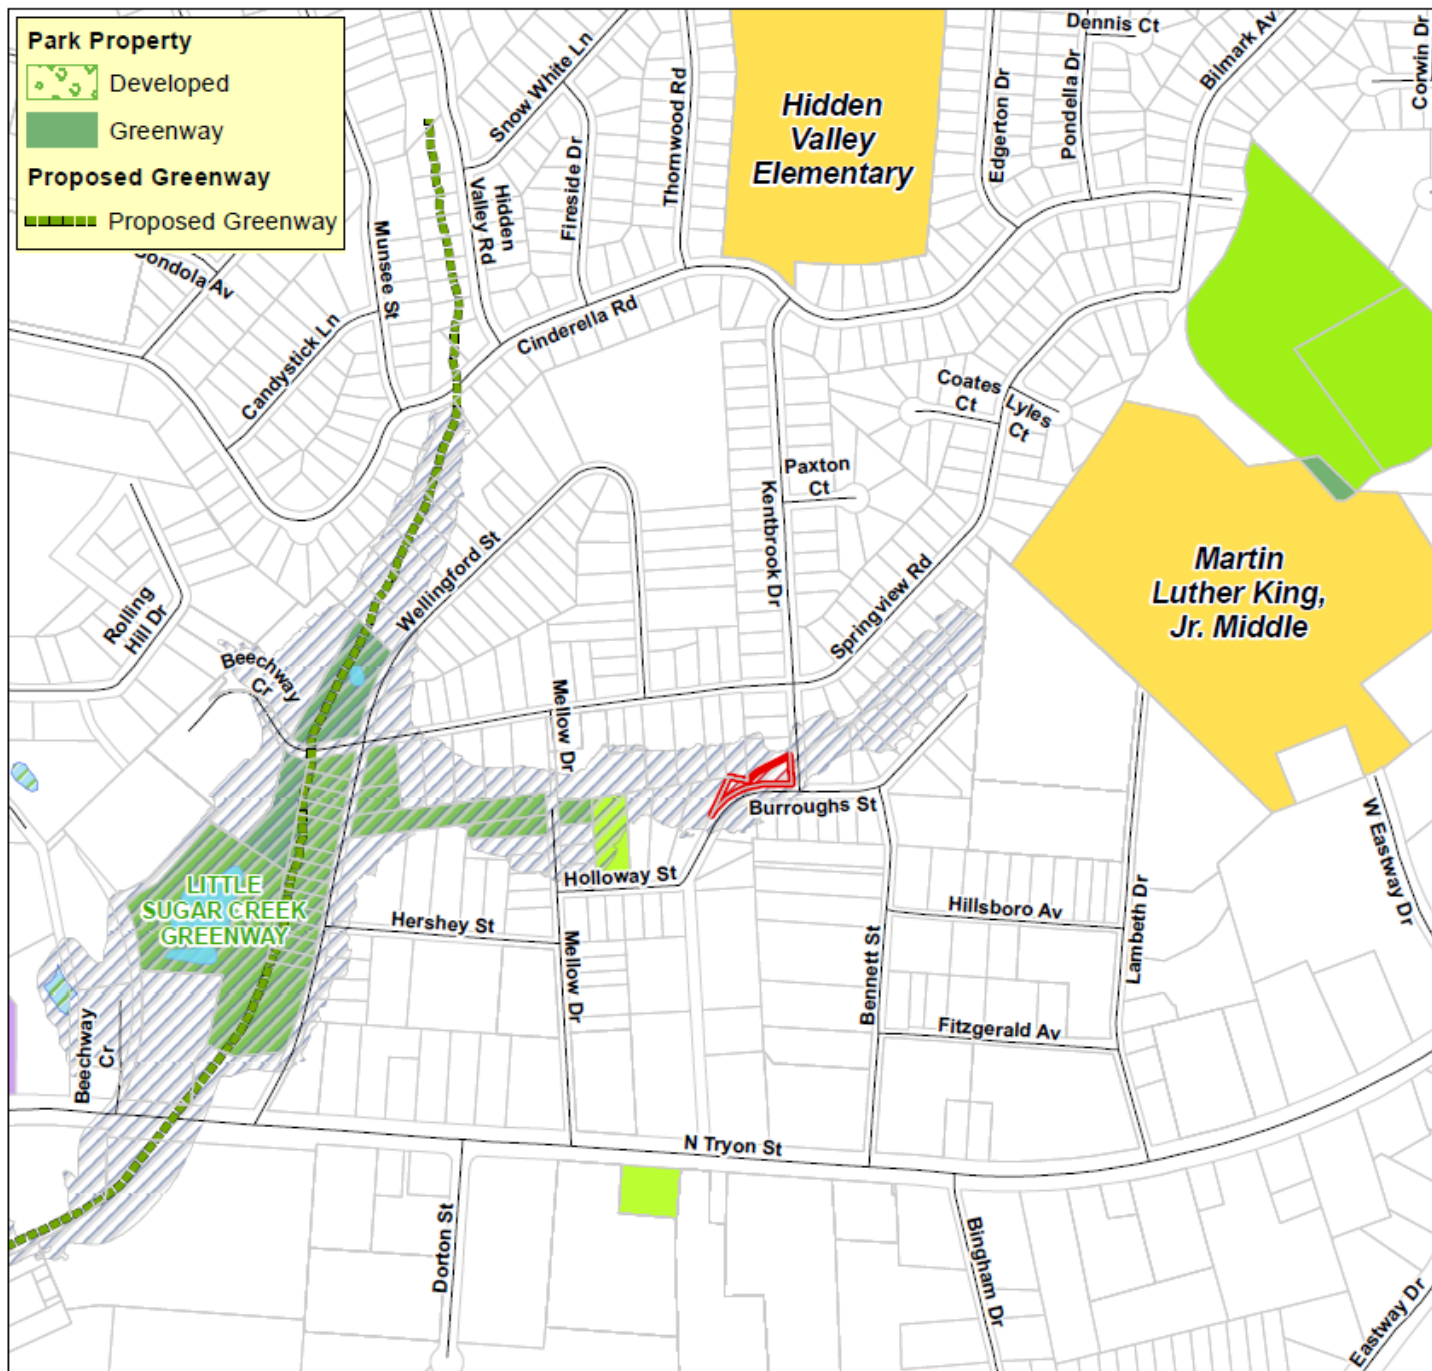 Park Property
Developed
Greenway
Proposed Greenway
Proposed Greenway
Dennis Ct
Bilmark Av
Corwin Dr
Pondella Dr
Edgerton Dr
Thornwood Rd
Snow White Ln
Fireside Dr
Hidden
Valley Rd
Munsee St
Candystick Ln
Cinderella Rd
Hidden
Valley
Elementary
Coates
Ct
Lyles
Ct
Paxton
Ct
Kentbrook Dr
Springview Rd
Martin
Luther King,
Jr. Middle
Wellingford St
Rolling
Hill Dr
Beechway
Cr
Mellow Dr
Burroughs St
Holloway St
LITTLE
SUGAR CREEK
GREENWAY
Hershey St
Mellow Dr
Bennett St
Hillsboro Av
Lambeth Dr
W Eastway Dr
Fitzgerald Av
Beechway
Cr
N Tryon St
Dorton St
Bingham Dr
Eastway Dr